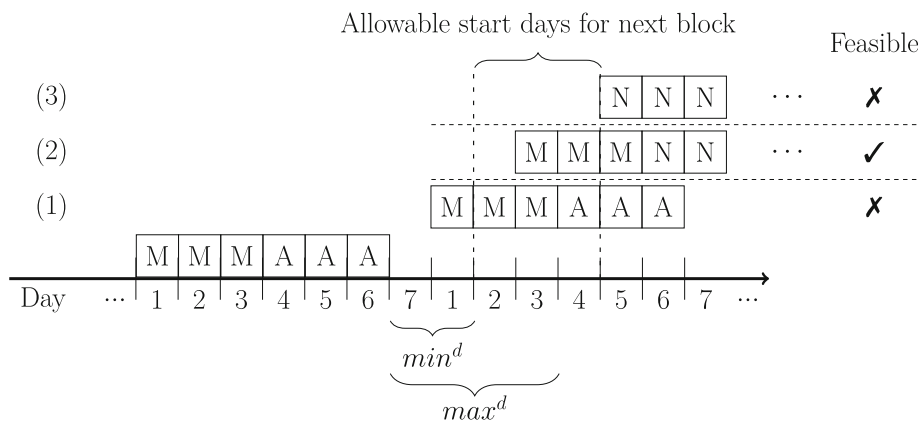 Allowable start days for next block
Feasible
(3) N N N ... ✗
(2) M M M N N ... ✓
(1) M M M A A A ✗
M M M A A A
Day ... 1 2 3 4 5 6 7 1 2 3 4 5 6 7 ...
min^d
max^d